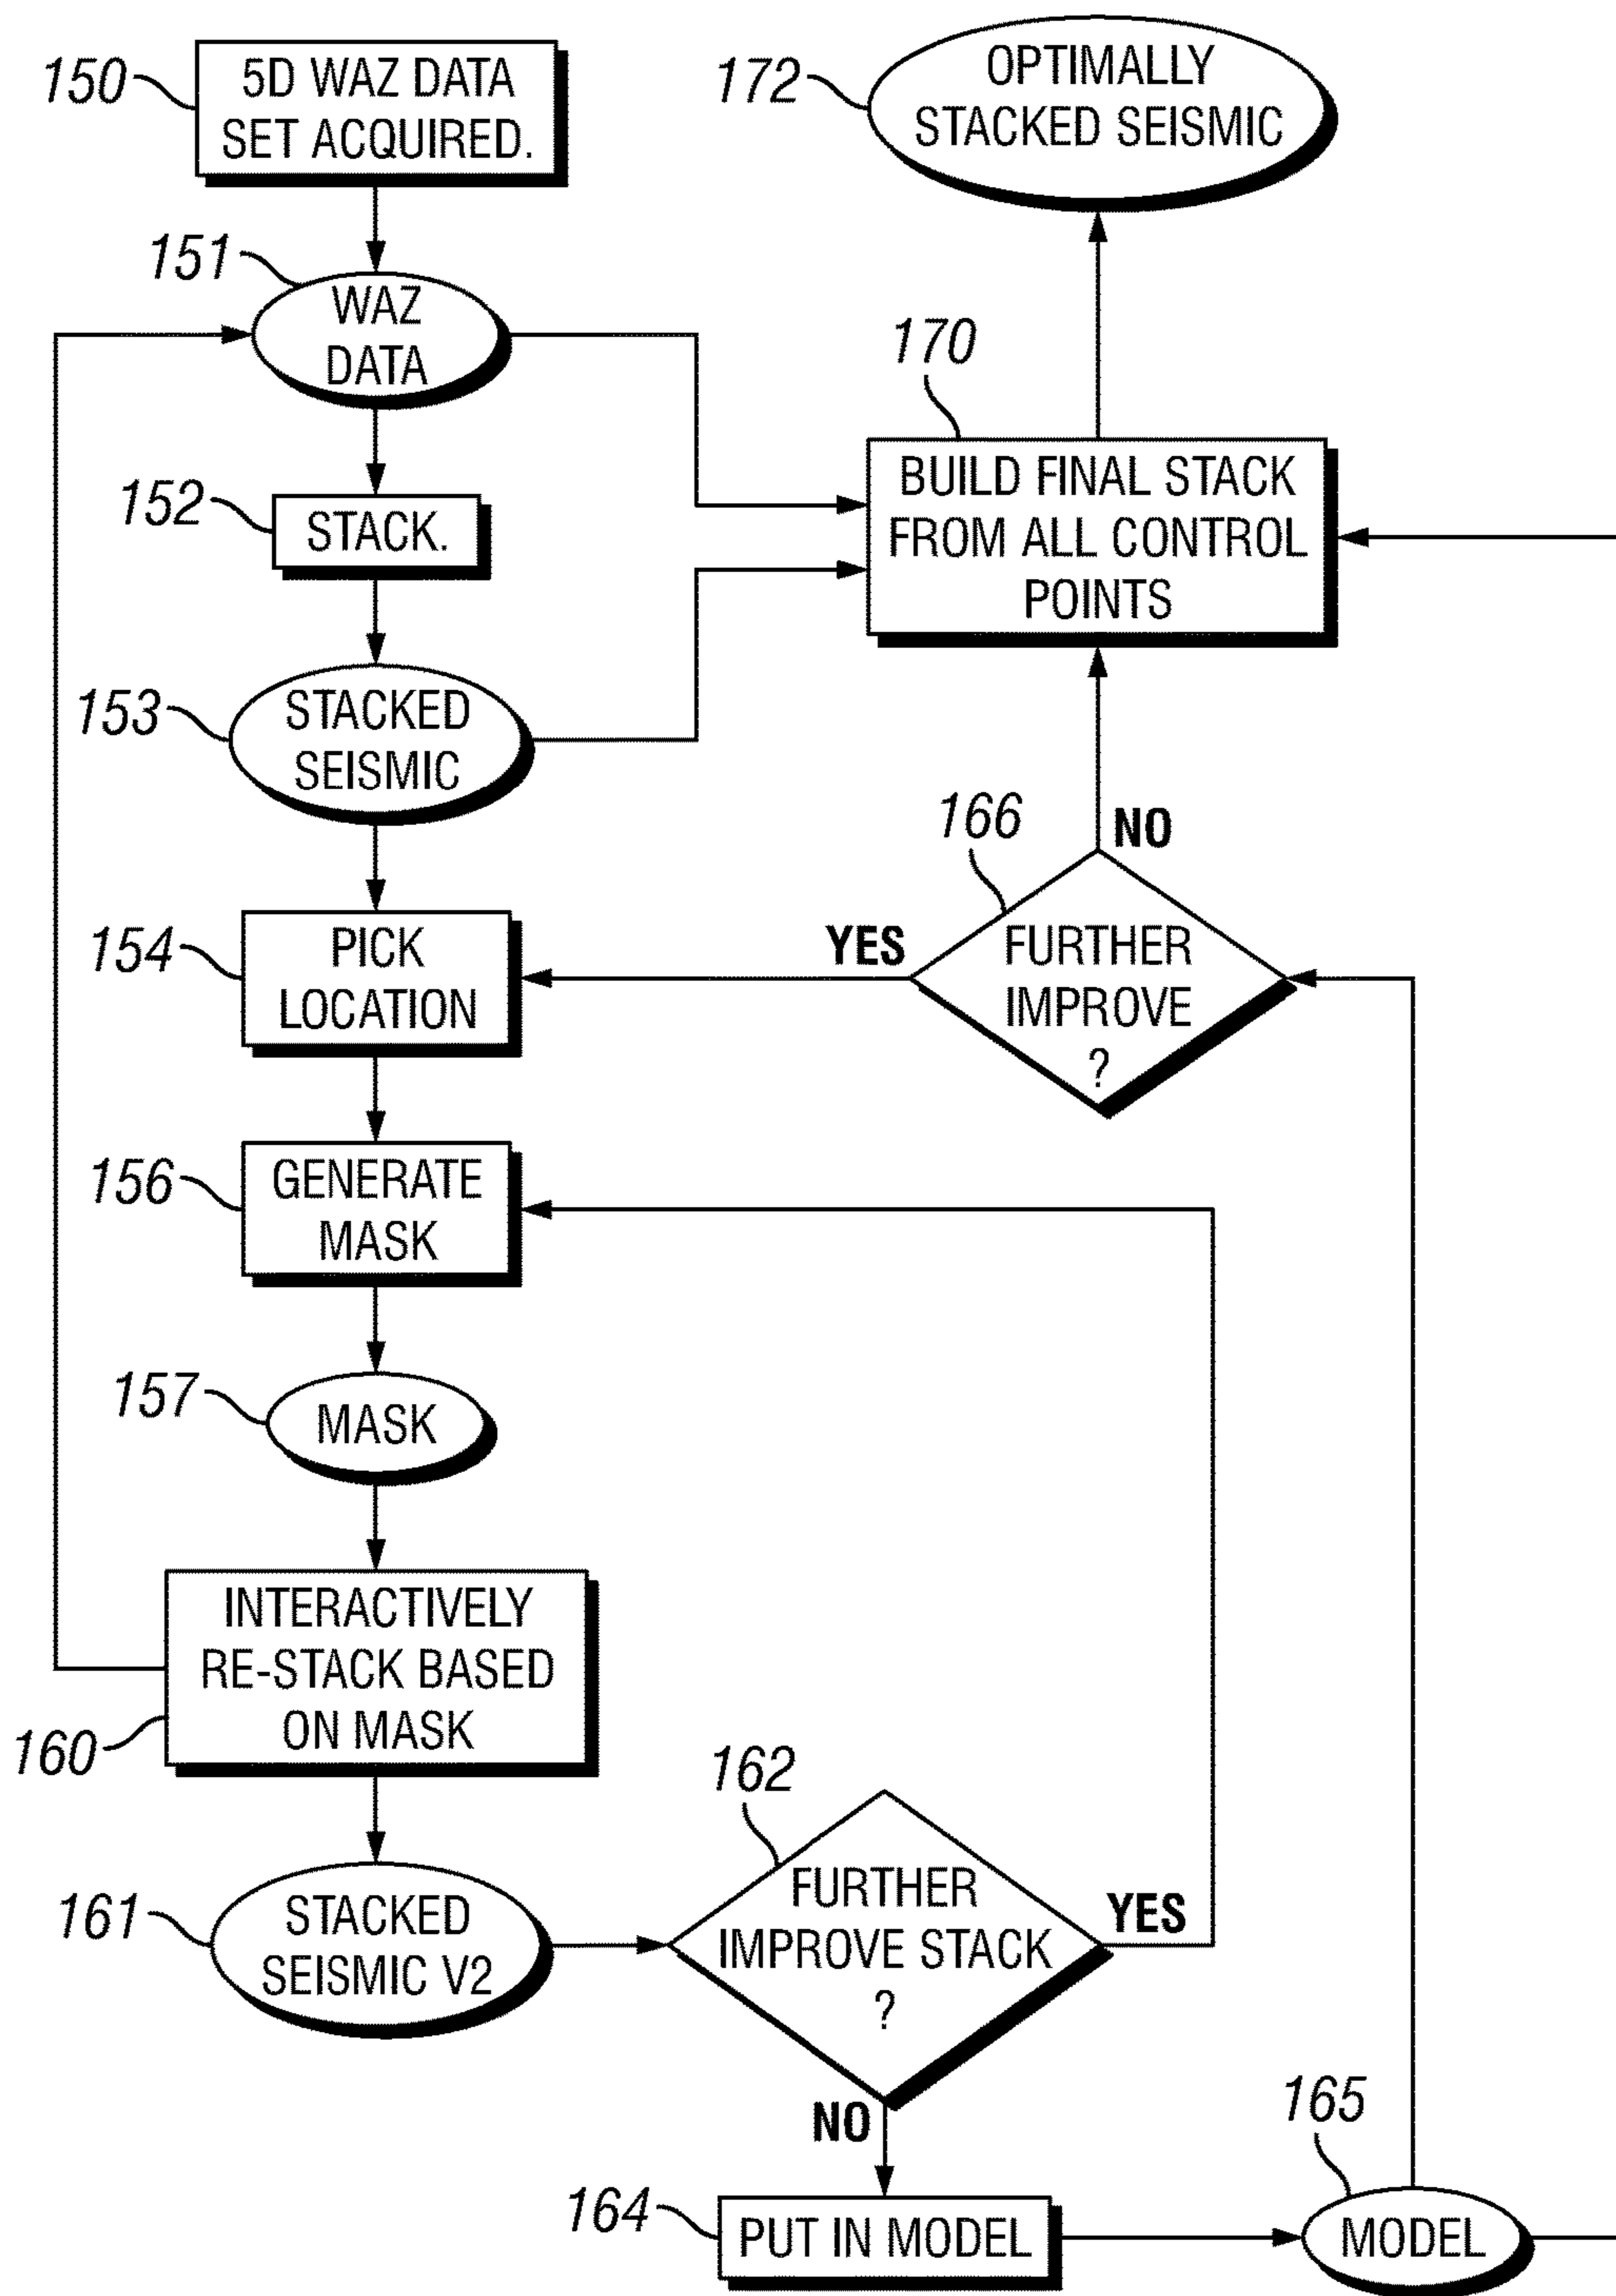 150
5D WAZ DATA
SET ACQUIRED.
172
OPTIMALLY
STACKED SEISMIC
151
WAZ
DATA
170
BUILD FINAL STACK
FROM ALL CONTROL
POINTS
152
STACK.
153
STACKED
SEISMIC
166
NO
154
PICK
LOCATION
YES
FURTHER
IMPROVE
?
156
GENERATE
MASK
157
MASK
INTERACTIVELY
RE-STACK BASED
ON MASK
160
162
161
STACKED
SEISMIC V2
FURTHER
IMPROVE STACK
?
YES
NO
165
164
PUT IN MODEL
MODEL